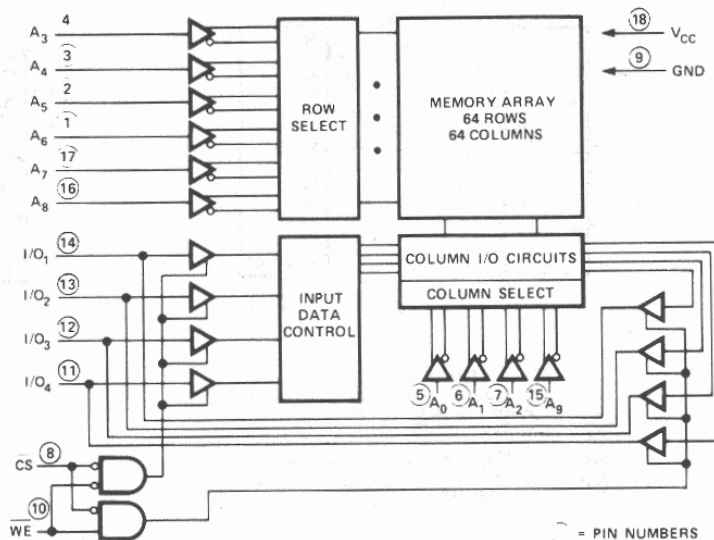 A3 4
A4 3
A5 2
A6 1
A7 17
A8 16
ROW
SELECT
MEMORY ARRAY
64 ROWS
64 COLUMNS
18 VCC
9 GND
I/O1 14
I/O2 13
I/O3 12
I/O4 11
INPUT
DATA
CONTROL
COLUMN I/O CIRCUITS
COLUMN SELECT
5 A0 6 A1 7 A2 15 A9
CS 8
WE 10
= PIN NUMBERS